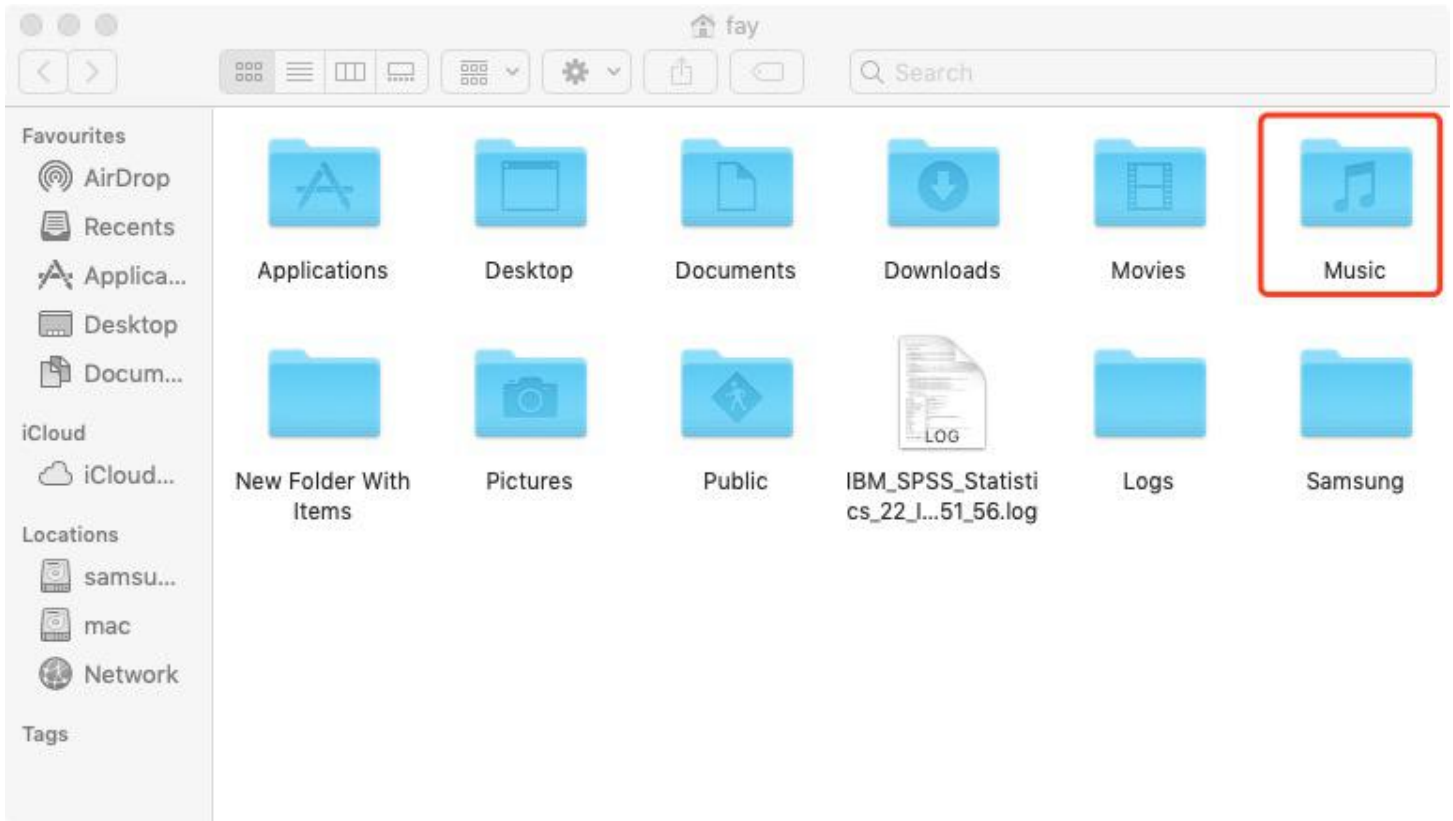 fay
Search
Favourites
AirDrop
Recents
Applica...
Desktop
Docum...
iCloud
iCloud...
Locations
samsu...
mac
Network
Tags
Applications
Desktop
Documents
Downloads
Movies
Music
New Folder With
Items
Pictures
Public
LOG
IBM_SPSS_Statisti
cs_22_I...51_56.log
Logs
Samsung